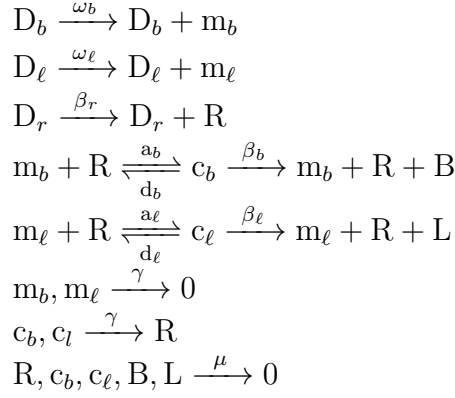 D_b —ω_b→ D_b + m_b
D_ℓ —ω_ℓ→ D_ℓ + m_ℓ
D_r —β_r→ D_r + R
m_b + R ⇌[a_b][d_b] c_b —β_b→ m_b + R + B
m_ℓ + R ⇌[a_ℓ][d_ℓ] c_ℓ —β_ℓ→ m_ℓ + R + L
m_b, m_ℓ —γ→ 0
c_b, c_l —γ→ R
R, c_b, c_ℓ, B, L —μ→ 0